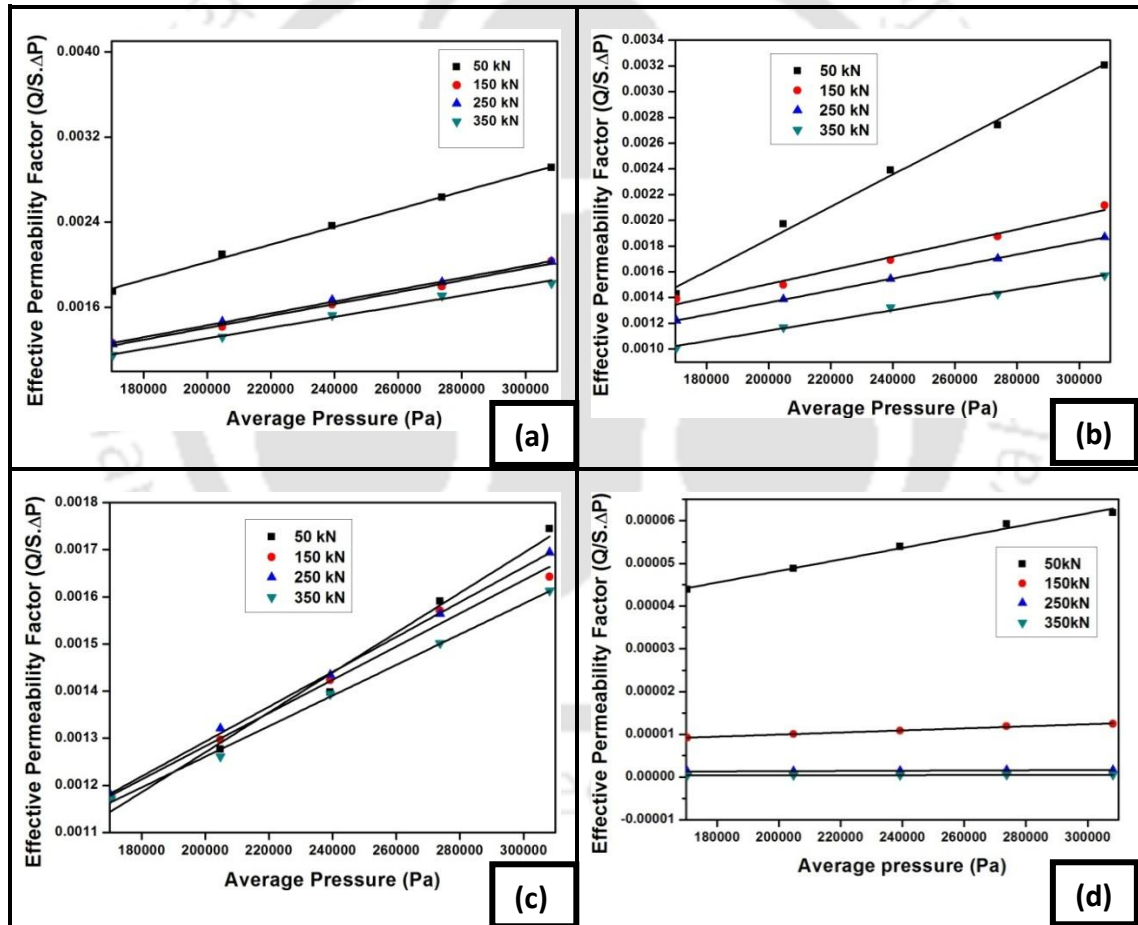 Effective Permeability Factor (Q/S.ΔP)
0.0040
0.0032
0.0024
0.0016
50 kN
150 kN
250 kN
350 kN
180000 200000 220000 240000 260000 280000 300000
Average Pressure (Pa)
(a)
Effective Permeability Factor (Q/S.ΔP)
0.0034
0.0032
0.0030
0.0028
0.0026
0.0024
0.0022
0.0020
0.0018
0.0016
0.0014
0.0012
0.0010
50 kN
150 kN
250 kN
350 kN
180000 200000 220000 240000 260000 280000 300000
Average Pressure (Pa)
(b)
Effective Permeability Factor (Q/S.ΔP)
0.0018
0.0017
0.0016
0.0015
0.0014
0.0013
0.0012
0.0011
50 kN
150 kN
250 kN
350 kN
180000 200000 220000 240000 260000 280000 300000
Average Pressure (Pa)
(c)
Effective Permeability Factor (Q/S.ΔP)
0.00006
0.00005
0.00004
0.00003
0.00002
0.00001
0.00000
-0.00001
50kN
150kN
250kN
350kN
180000 200000 220000 240000 260000 280000 300000
Average pressure (Pa)
(d)